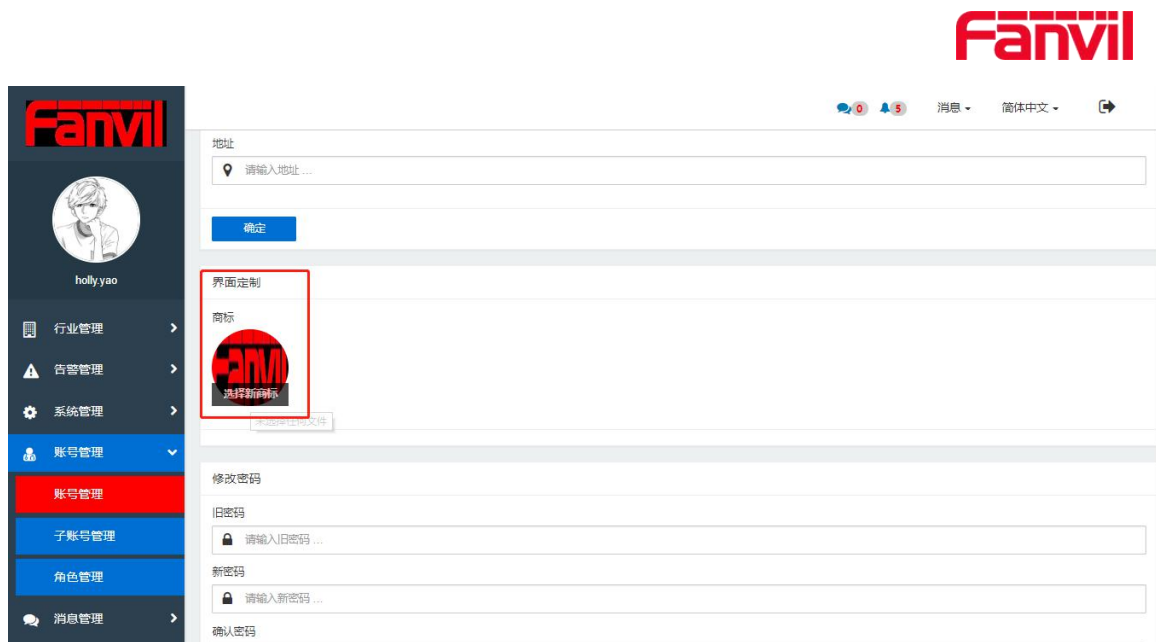 Fanvil
Fanvil
0 5 消息 简体中文
地址
请输入地址 ...
确定
holly.yao
界面定制
商标
Fanvil
选择新商标
未选择任何文件
行业管理
告警管理
系统管理
账号管理
账号管理
子账号管理
角色管理
消息管理
修改密码
旧密码
请输入旧密码 ...
新密码
请输入新密码 ...
确认密码